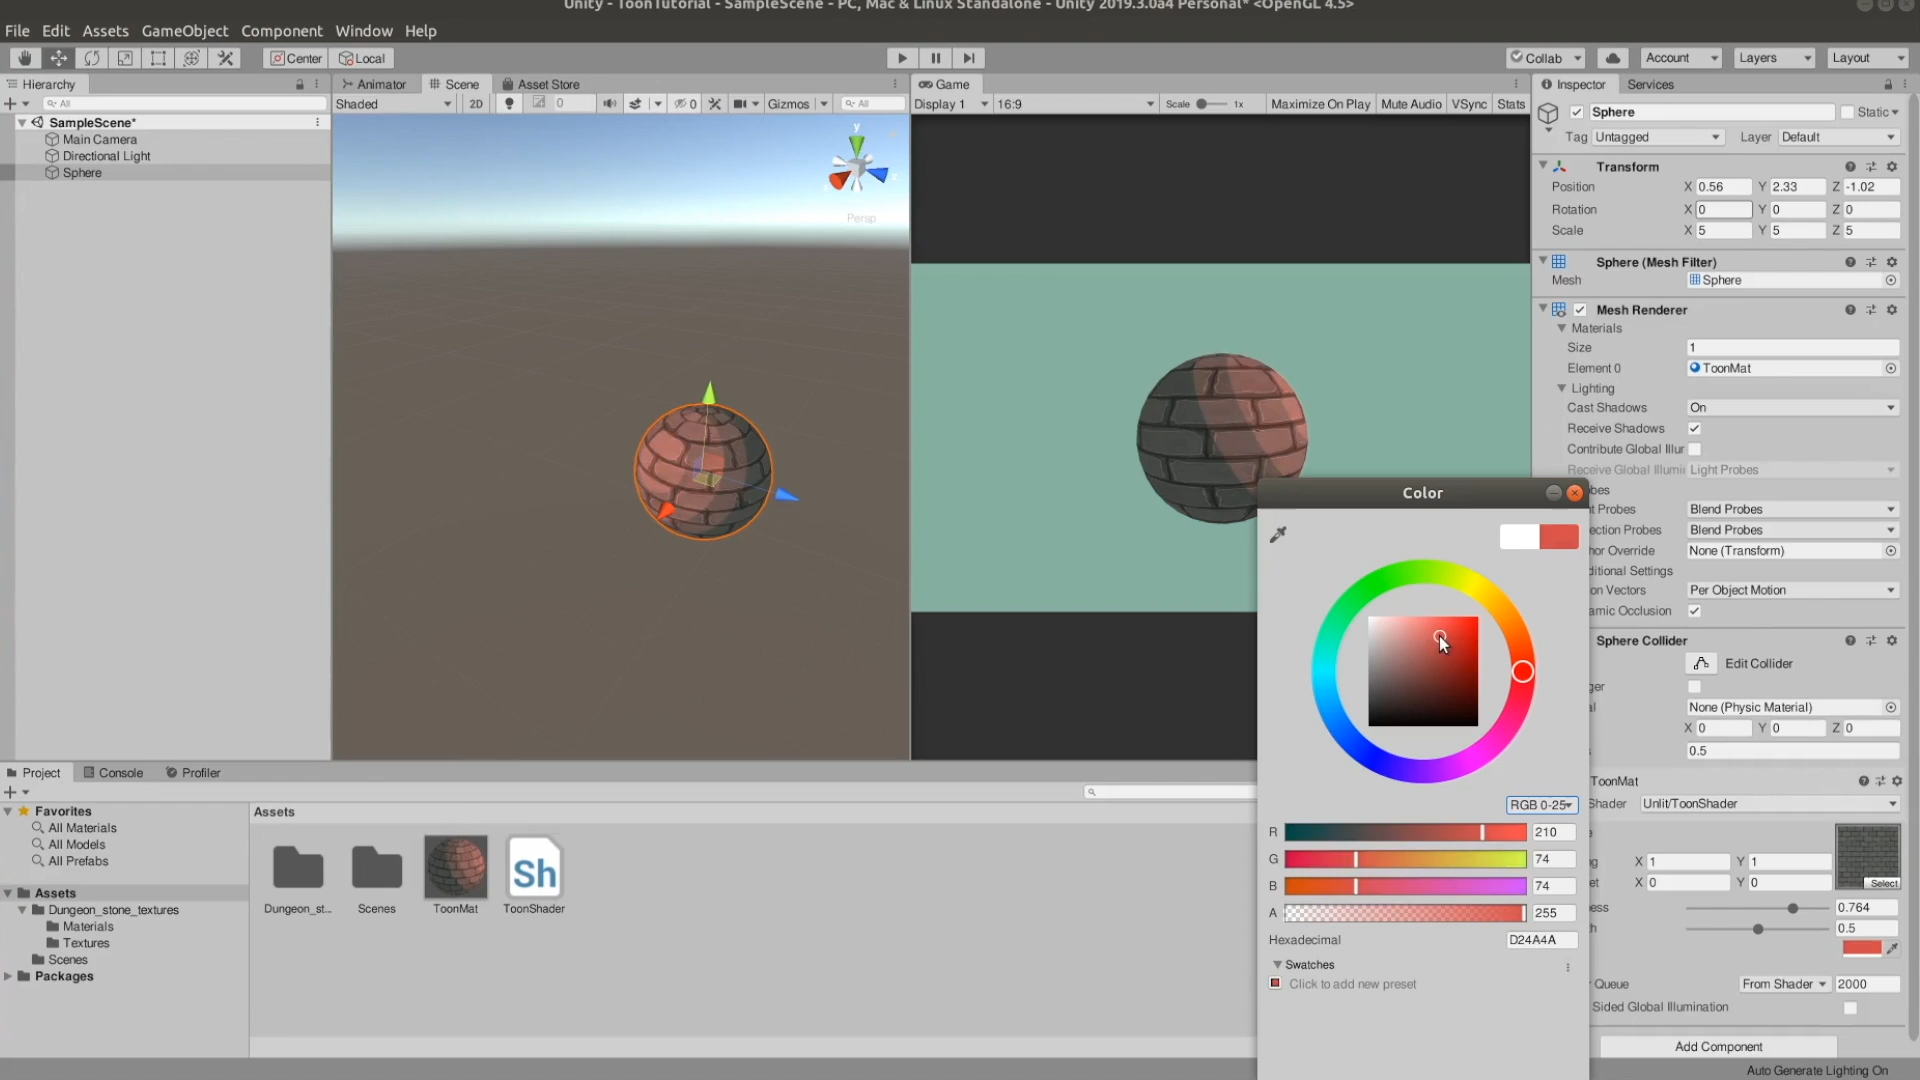 Unity - ToonTutorial - SampleScene - PC, Mac & Linux Standalone - Unity 2019.3.0a4 Personal* <OpenGL 4.5>
File Edit Assets GameObject Component Window Help
Center Local Collab Account Layers Layout
Hierarchy Animator Scene Asset Store Game Inspector Services
All Shaded 2D 0 0 Gizmos All Display 1 16:9 Scale 1x Maximize On Play Mute Audio VSync Stats
SampleScene*
Main Camera
Directional Light
Sphere
y
Persp
Sphere Static
Tag Untagged Layer Default
Transform
Position X 0.56 Y 2.33 Z -1.02
Rotation X 0 Y 0 Z 0
Scale X 5 Y 5 Z 5
Sphere (Mesh Filter)
Mesh Sphere
Mesh Renderer
Materials
Size 1
Element 0 ToonMat
Lighting
Cast Shadows On
Receive Shadows
Contribute Global Illur
Receive Global Illumii Light Probes
obes
t Probes Blend Probes
ection Probes Blend Probes
hor Override None (Transform)
ditional Settings
on Vectors Per Object Motion
amic Occlusion
Sphere Collider
Edit Collider
ger
al None (Physic Material)
X 0 Y 0 Z 0
s 0.5
ToonMat
hader Unlit/ToonShader
e
g X 1 Y 1
et X 0 Y 0
Select
ess 0.764
h 0.5
r Queue From Shader 2000
Sided Global Illumination
Add Component
Auto Generate Lighting On
Color
RGB 0-25
R 210
G 74
B 74
A 255
Hexadecimal D24A4A
Swatches
Click to add new preset
Project Console Profiler
Favorites
All Materials
All Models
All Prefabs
Assets
Dungeon_stone_textures
Materials
Textures
Scenes
Packages
Assets
Sh
Dungeon_st... Scenes ToonMat ToonShader